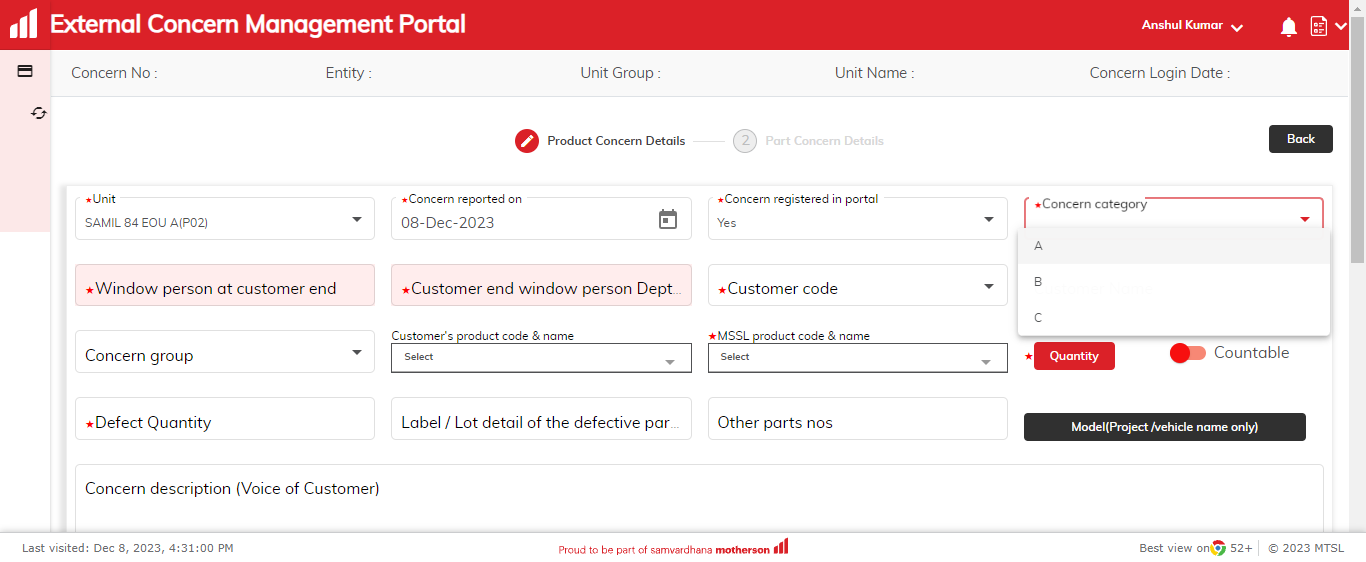 External Concern Management Portal
Anshul Kumar
Concern No :
Entity :
Unit Group :
Unit Name :
Concern Login Date :
Product Concern Details
2
Part Concern Details
Back
*Unit
SAMIL 84 EOU A(P02)
*Concern reported on
08-Dec-2023
*Concern registered in portal
Yes
*Concern category
A
B
C
*Window person at customer end
*Customer end window person Dept...
*Customer code
Concern group
Customer's product code & name
Select
*MSSL product code & name
Select
*Quantity
Countable
*Defect Quantity
Label / Lot detail of the defective par...
Other parts nos
Model(Project /vehicle name only)
Concern description (Voice of Customer)
Last visited: Dec 8, 2023, 4:31:00 PM
Proud to be part of samvardhana motherson
Best view on 52+
© 2023 MTSL